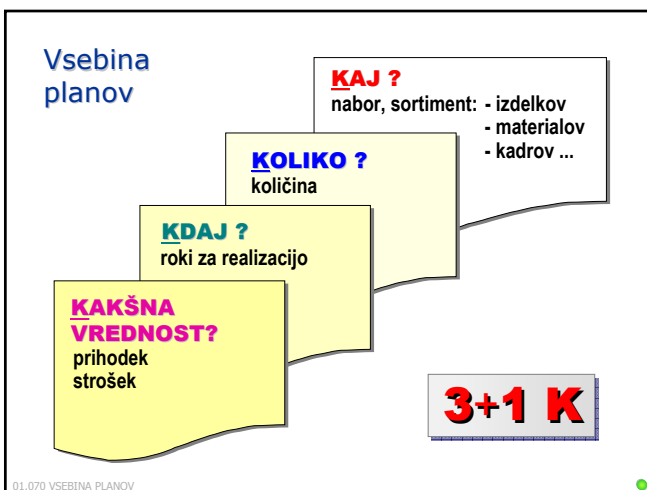 Vsebina
planov
KAJ ?
nabor, sortiment: - izdelkov
- materialov
- kadrov ...
KOLIKO ?
količina
KDAJ ?
roki za realizacijo
KAKŠNA
VREDNOST?
prihodek
strošek
3+1 K
01.070 VSEBINA PLANOV